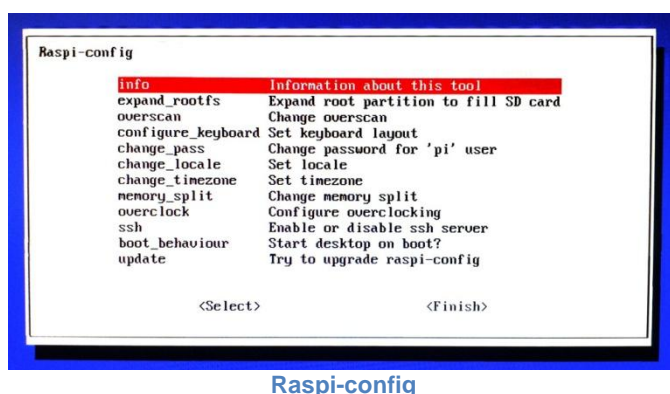 Raspi-config
info Information about this tool
expand_rootfs Expand root partition to fill SD card
overscan Change overscan
configure_keyboard Set keyboard layout
change_pass Change password for 'pi' user
change_locale Set locale
change_timezone Set timezone
memory_split Change memory split
overclock Configure overclocking
ssh Enable or disable ssh server
boot_behaviour Start desktop on boot?
update Try to upgrade raspi-config
<Select> <Finish>
Raspi-config